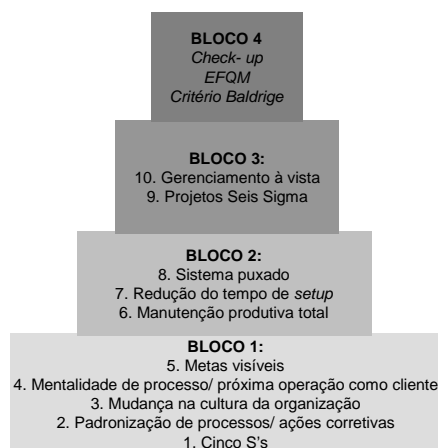 BLOCO 4
Check- up
EFQM
Critério Baldrige
BLOCO 3:
10. Gerenciamento à vista
9. Projetos Seis Sigma
BLOCO 2:
8. Sistema puxado
7. Redução do tempo de setup
6. Manutenção produtiva total
BLOCO 1:
5. Metas visíveis
4. Mentalidade de processo/ próxima operação como cliente
3. Mudança na cultura da organização
2. Padronização de processos/ ações corretivas
1. Cinco S's